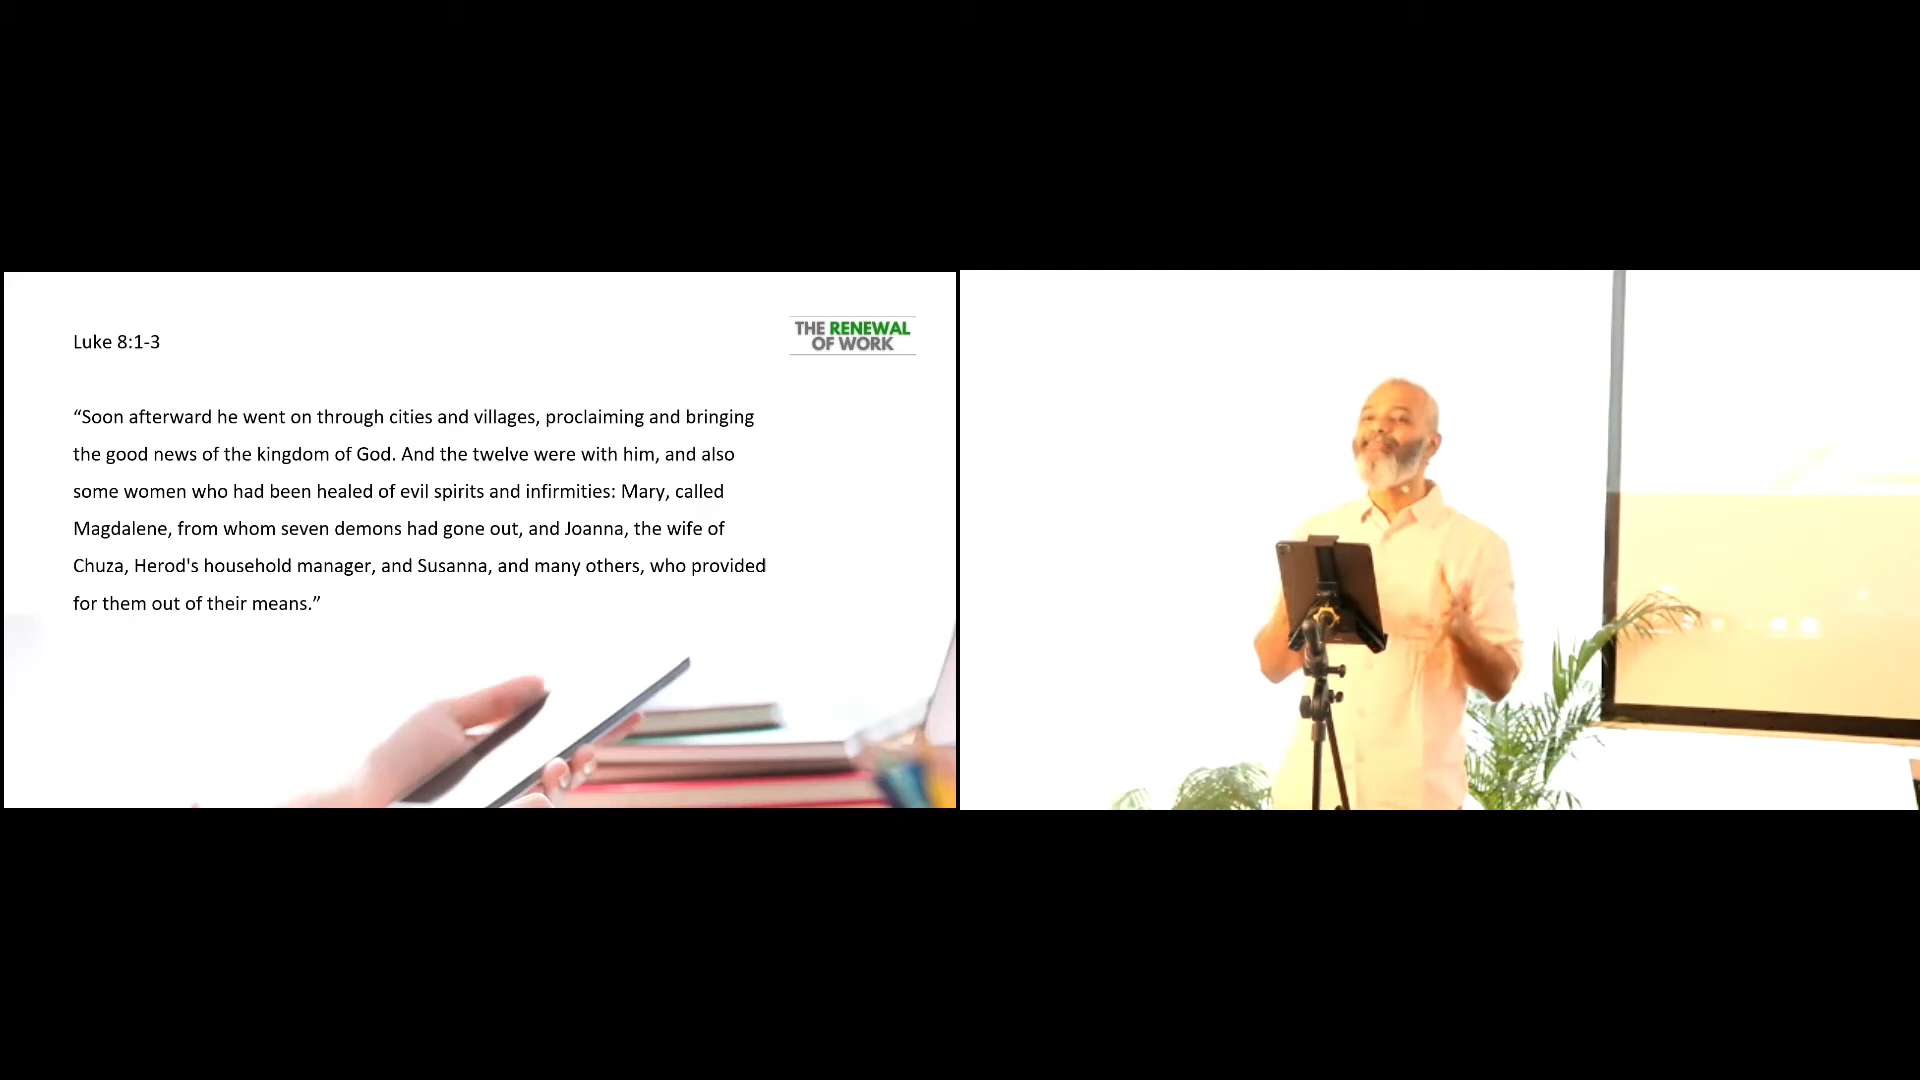 Luke 8:1-3
THE RENEWAL
OF WORK
“Soon afterward he went on through cities and villages, proclaiming and bringing
the good news of the kingdom of God. And the twelve were with him, and also
some women who had been healed of evil spirits and infirmities: Mary, called
Magdalene, from whom seven demons had gone out, and Joanna, the wife of
Chuza, Herod's household manager, and Susanna, and many others, who provided
for them out of their means.”